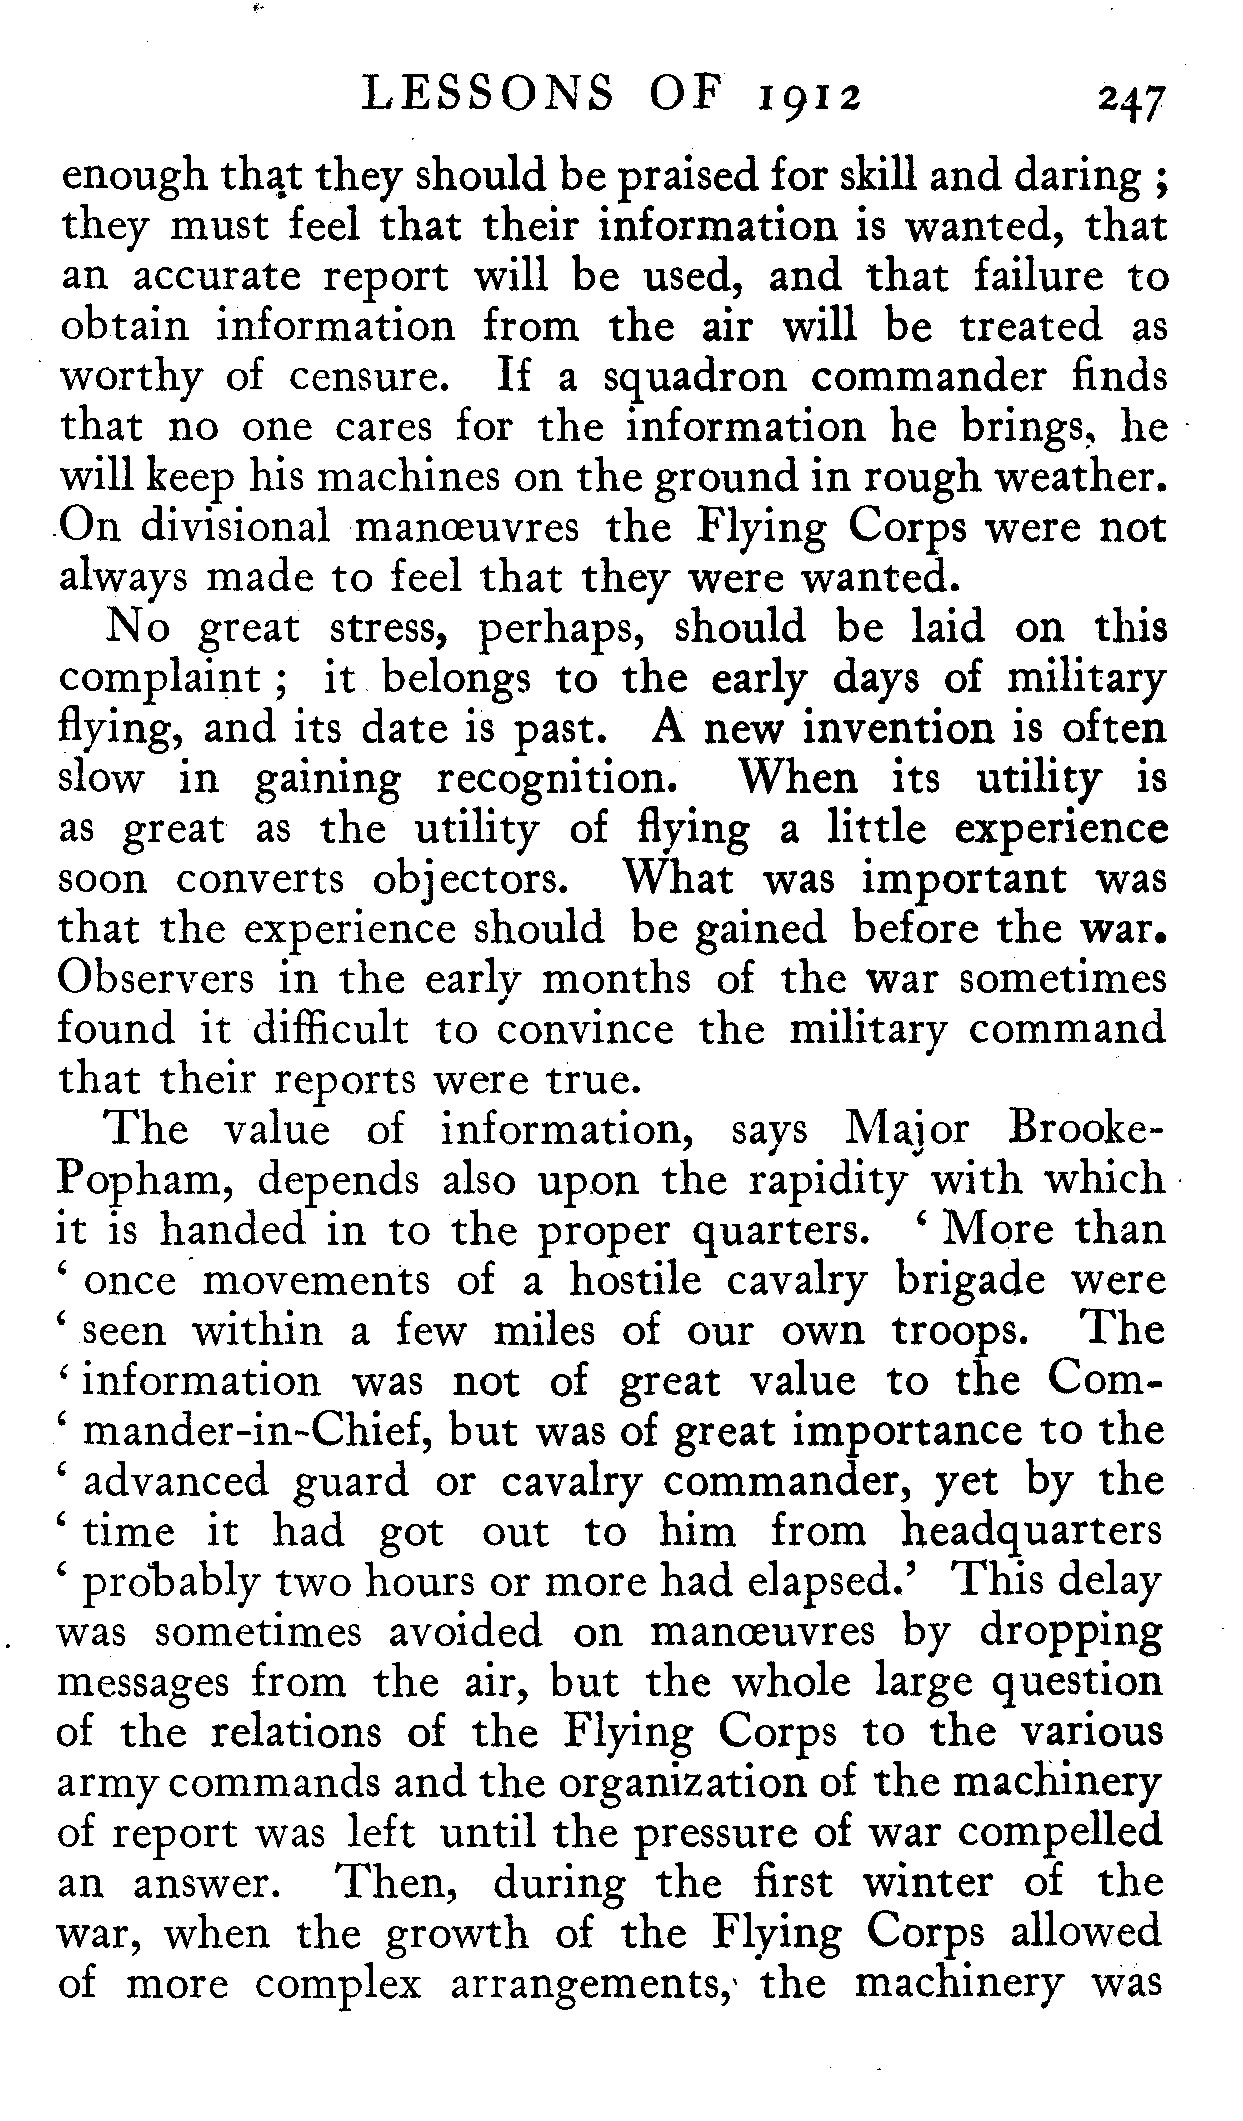 LESSONS OF 1912 247
enough that they should be praised for skill and daring ;
they must feel that their information is wanted, that
an accurate report will be used, and that failure to
obtain information from the air will be treated as
worthy of censure. If a squadron commander finds
that no one cares for the information he brings, he
will keep his machines on the ground in rough weather.
On divisional manœuvres the Flying Corps were not
always made to feel that they were wanted.
No great stress, perhaps, should be laid on this
complaint ; it belongs to the early days of military
flying, and its date is past. A new invention is often
slow in gaining recognition. When its utility is
as great as the utility of flying a little experience
soon converts objectors. What was important was
that the experience should be gained before the war.
Observers in the early months of the war sometimes
found it difficult to convince the military command
that their reports were true.
The value of information, says Major Brooke-
Popham, depends also upon the rapidity with which
it is handed in to the proper quarters. ‘ More than
‘ once movements of a hostile cavalry brigade were
‘ seen within a few miles of our own troops. The
‘ information was not of great value to the Com-
‘ mander-in-Chief, but was of great importance to the
‘ advanced guard or cavalry commander, yet by the
‘ time it had got out to him from headquarters
‘ probably two hours or more had elapsed.’ This delay
was sometimes avoided on manœuvres by dropping
messages from the air, but the whole large question
of the relations of the Flying Corps to the various
army commands and the organization of the machinery
of report was left until the pressure of war compelled
an answer. Then, during the first winter of the
war, when the growth of the Flying Corps allowed
of more complex arrangements, the machinery was